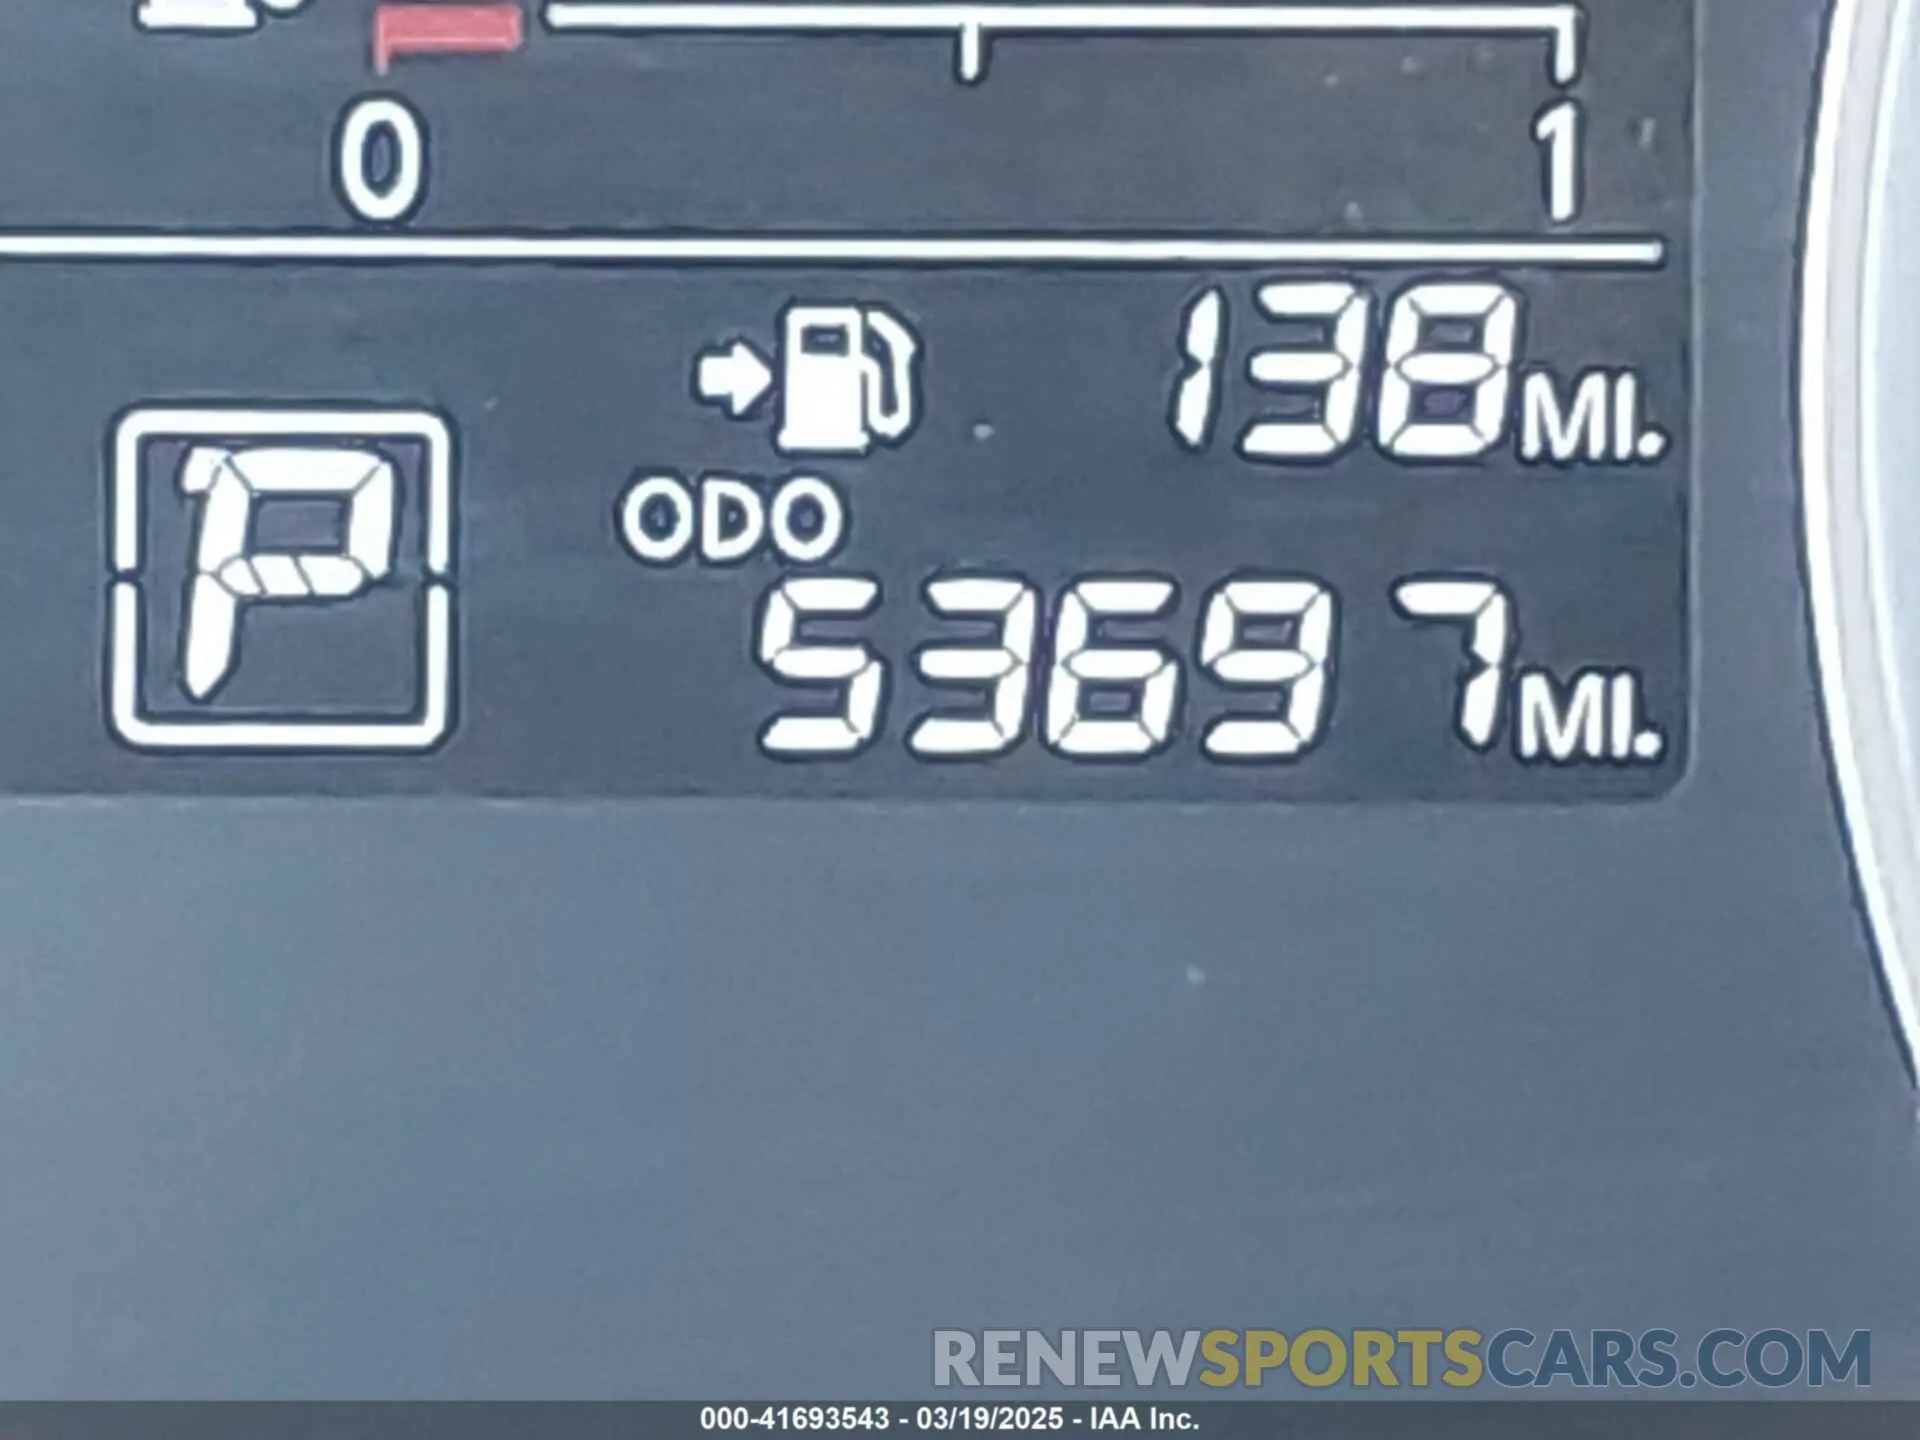 0 1
138 MI.
P
ODO
53697 MI.
RENEWSPORTSCARS.COM
000-41693543 - 03/19/2025 - IAA Inc.